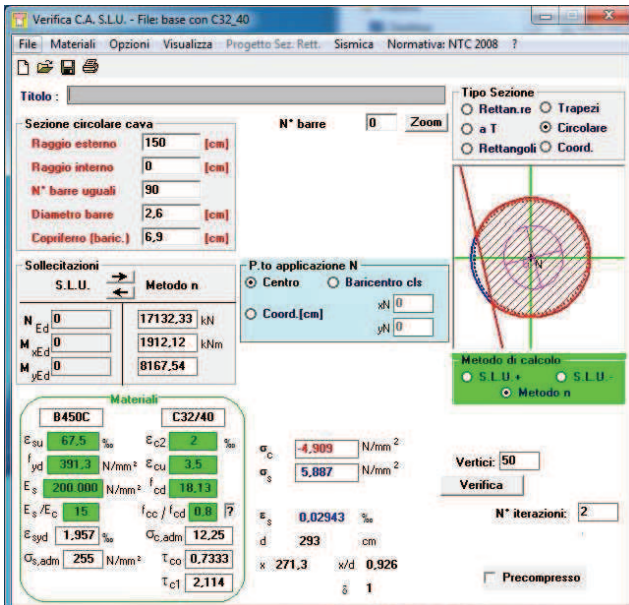 Verifica C.A. S.L.U. - File: base con C32_40
File Materiali Opzioni Visualizza Progetto Sez. Rett. Sismica Normativa: NTC 2008 ?
Titolo :
Tipo Sezione
Rettan.re Trapezi
a T Circolare
Rettangoli Coord.
Sezione circolare cava
Raggio esterno 150 [cm]
Raggio interno 0 [cm]
N° barre uguali 90
Diametro barre 2,6 [cm]
Copriferro (baric.) 6,9 [cm]
N° barre 0 Zoom
N
Sollecitazioni
S.L.U. Metodo n
N Ed 0 17132,33 kN
M xEd 0 1912,12 kNm
M yEd 0 8167,54
P.to applicazione N
Centro Baricentro cls
Coord.[cm] xN 0
yN 0
Metodo di calcolo
S.L.U.+ S.L.U.-
Metodo n
Materiali
B450C C32/40
εsu 67,5 ‰ εc2 2 ‰
fyd 391,3 N/mm² εcu 3,5
Es 200.000 N/mm² fcd 18,13
Es/Ec 15 fcc/fcd 0,8 ?
εsyd 1,957 ‰ σc,adm 12,25
σs,adm 255 N/mm² τco 0,7333
τc1 2,114
σc -4,909 N/mm²
σs 5,887 N/mm²
εs 0,02943 ‰
d 293 cm
x 271,3 x/d 0,926
δ 1
Vertici: 50
Verifica
N° iterazioni: 2
Precompresso